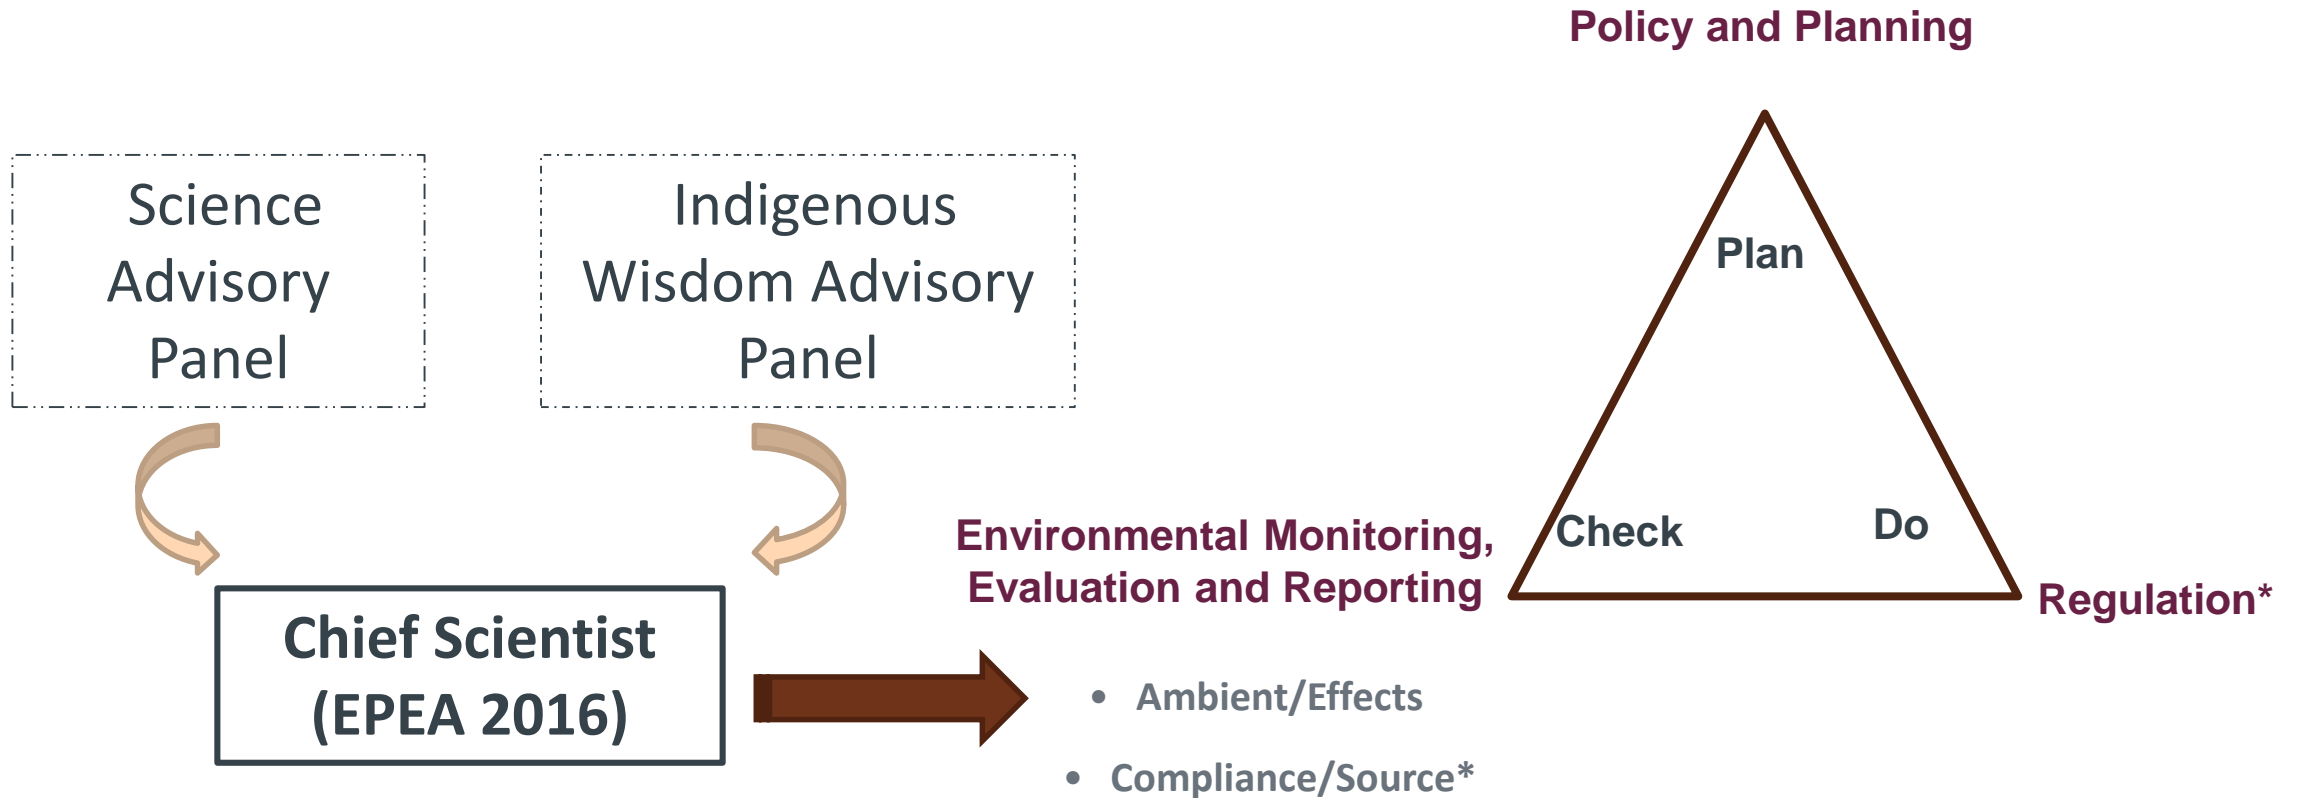 Policy and Planning
Science
Advisory
Panel
Indigenous
Wisdom Advisory
Panel
Plan
Check
Do
Environmental Monitoring,
Evaluation and Reporting
Regulation*
Chief Scientist
(EPEA 2016)
• Ambient/Effects
• Compliance/Source*